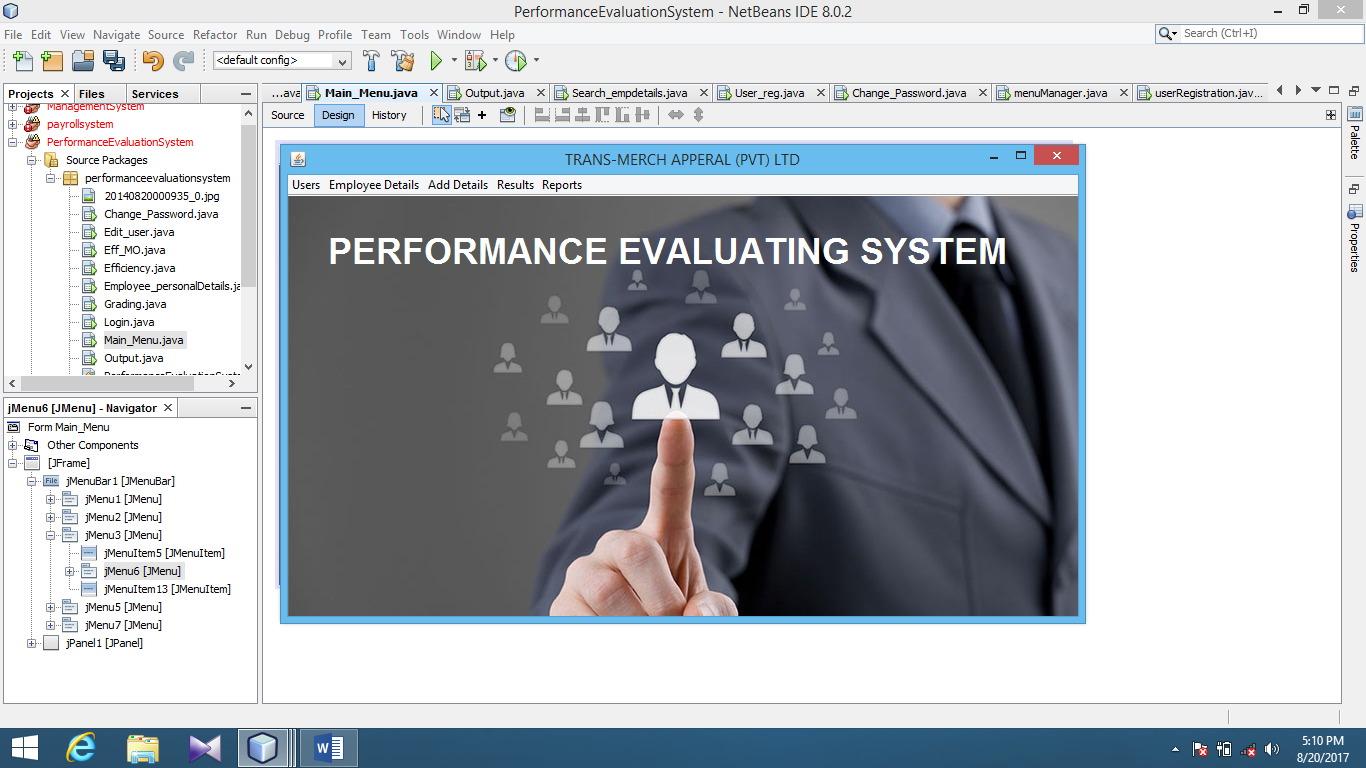 PerformanceEvaluationSystem - NetBeans IDE 8.0.2
File Edit View Navigate Source Refactor Run Debug Profile Team Tools Window Help
Search (Ctrl+I)
<default config>
Projects Files Services
ManagementSystem
payrollsystem
PerformanceEvaluationSystem
Source Packages
performanceevaluationsystem
20140820000935_0.jpg
Change_Password.java
Edit_user.java
Eff_MO.java
Efficiency.java
Employee_personalDetails.ja
Grading.java
Login.java
Main_Menu.java
Output.java
jMenu6 [JMenu] - Navigator
Form Main_Menu
Other Components
[JFrame]
File jMenuBar1 [JMenuBar]
jMenu1 [JMenu]
jMenu2 [JMenu]
jMenu3 [JMenu]
jMenuItem5 [JMenuItem]
jMenu6 [JMenu]
jMenuItem13 [JMenuItem]
jMenu5 [JMenu]
jMenu7 [JMenu]
jPanel1 [JPanel]
...ava Main_Menu.java Output.java Search_empdetails.java User_reg.java Change_Password.java menuManager.java userRegistration.jav...
Source Design History
TRANS-MERCH APPERAL (PVT) LTD
Users Employee Details Add Details Results Reports
PERFORMANCE EVALUATING SYSTEM
Palette
Properties
5:10 PM
8/20/2017